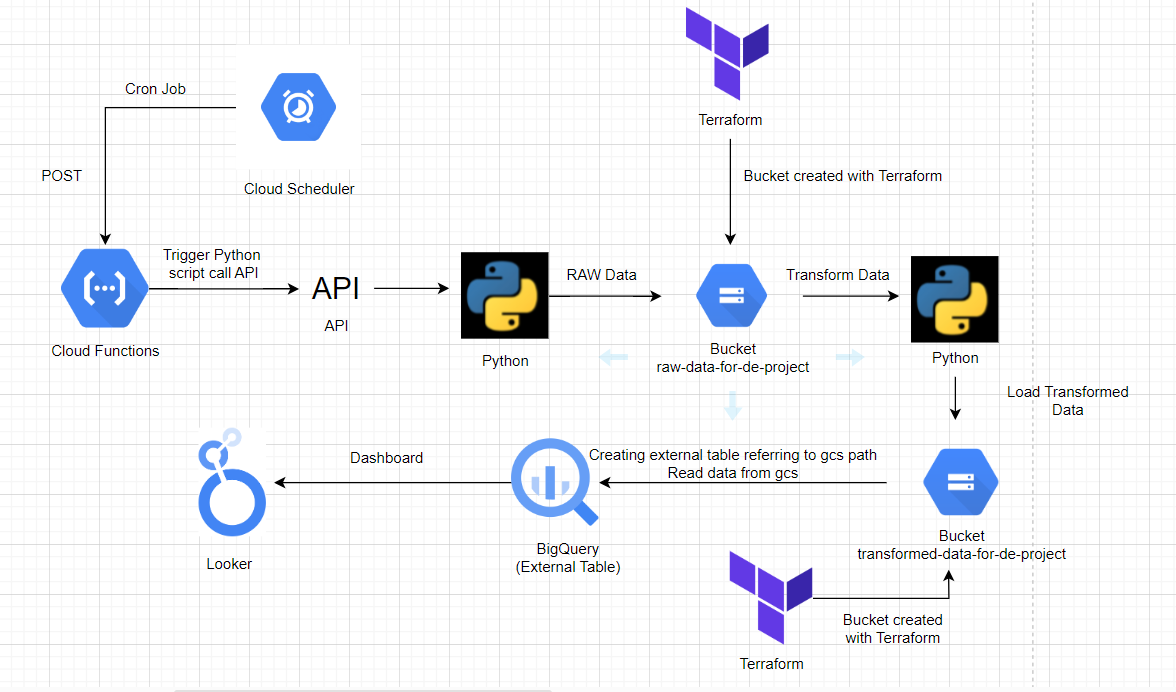 Terraform
Cron Job
Bucket created with Terraform
POST
Cloud Scheduler
Trigger Python
script call API
API
API
RAW Data
Transform Data
Cloud Functions
Python
Bucket
raw-data-for-de-project
Python
Load Transformed
Data
Dashboard
Creating external table referring to gcs path
Read data from gcs
Looker
BigQuery
(External Table)
Bucket
transformed-data-for-de-project
Bucket created
with Terraform
Terraform